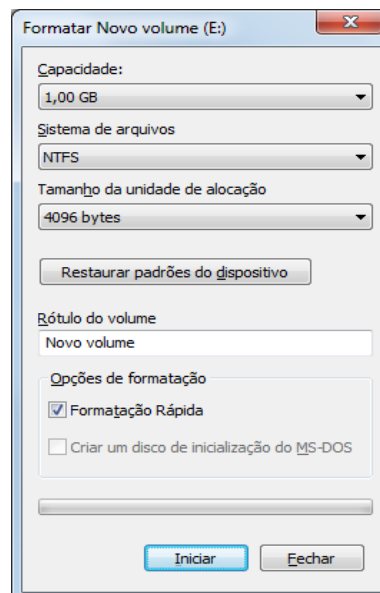 Formatar Novo volume (E:)
Capacidade:
1,00 GB
Sistema de arquivos
NTFS
Tamanho da unidade de alocação
4096 bytes
Restaurar padrões do dispositivo
Rótulo do volume
Novo volume
Opções de formatação
Formatação Rápida
Criar um disco de inicialização do MS-DOS
Iniciar Fechar